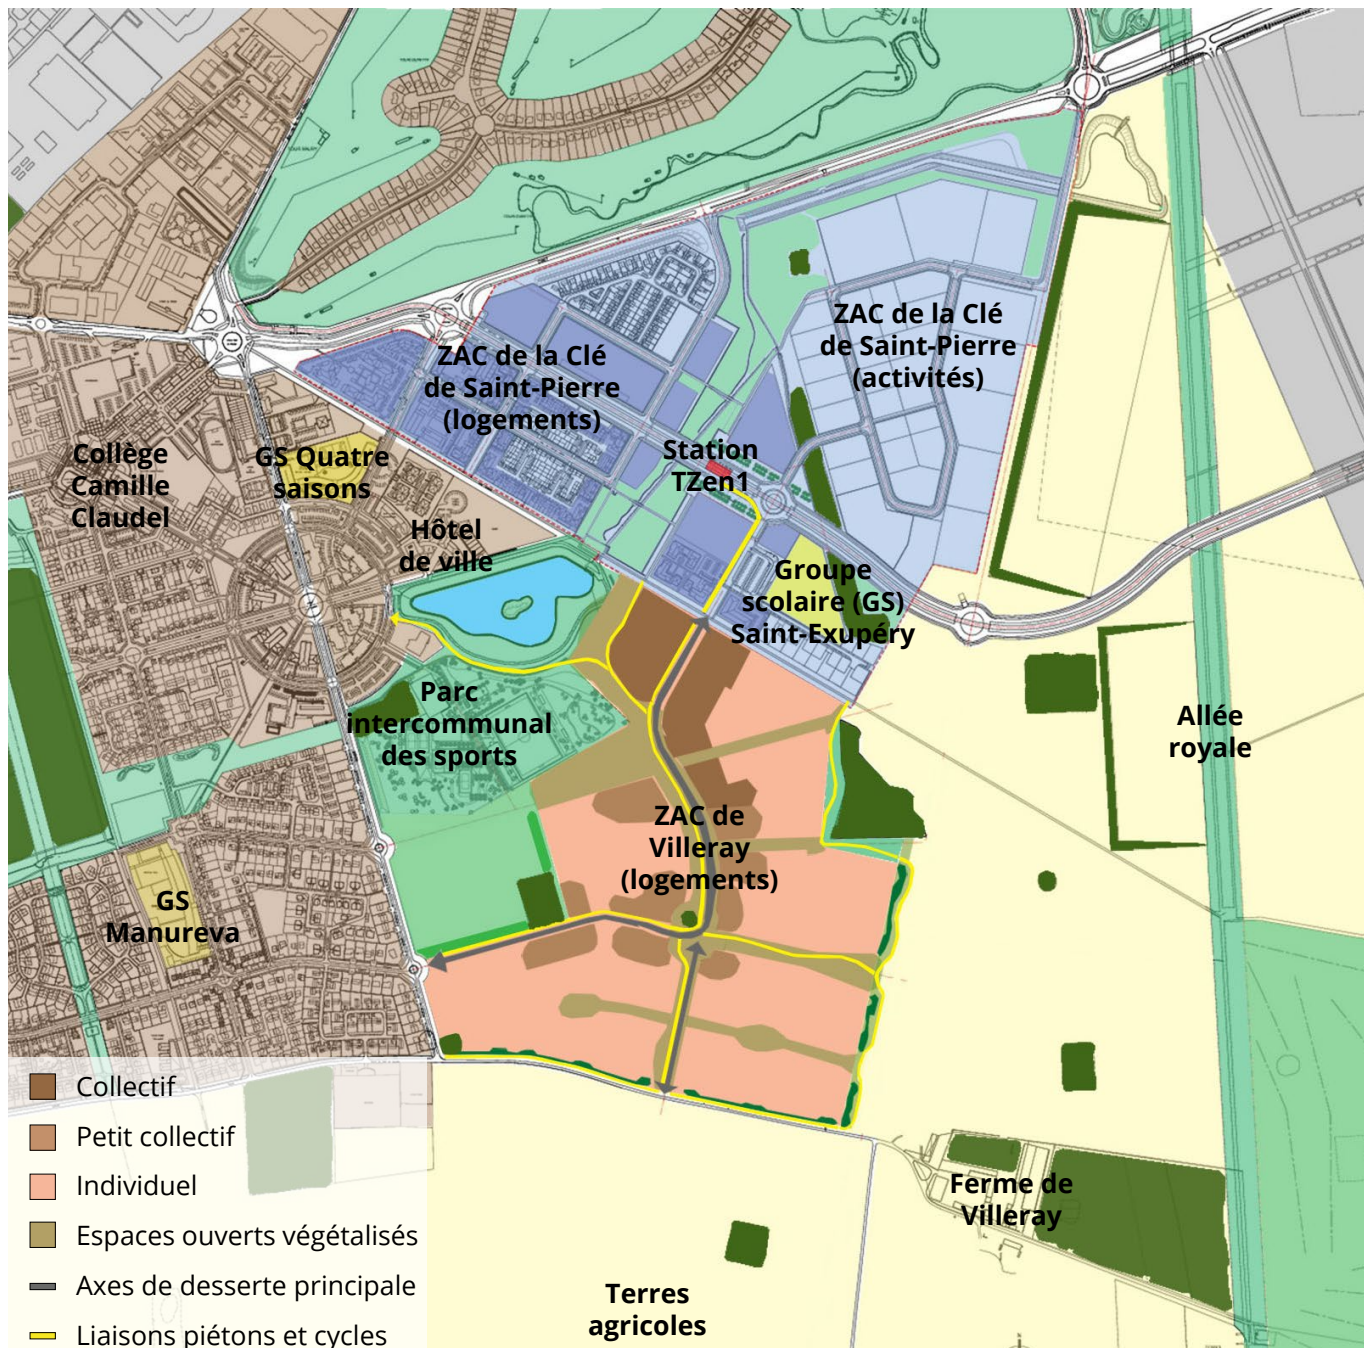 ZAC de la Clé
de Saint-Pierre
(activités)
ZAC de la Clé
de Saint-Pierre
(logements)
Station
TZen1
Collège
Camille
Claudel
GS Quatre
saisons
Hôtel
de ville
Groupe
scolaire (GS)
Saint-Exupéry
Parc
intercommunal
des sports
Allée
royale
ZAC de
Villeray
(logements)
GS
Manureva
Ferme de
Villeray
Terres
agricoles
Collectif
Petit collectif
Individuel
Espaces ouverts végétalisés
Axes de desserte principale
Liaisons piétons et cycles